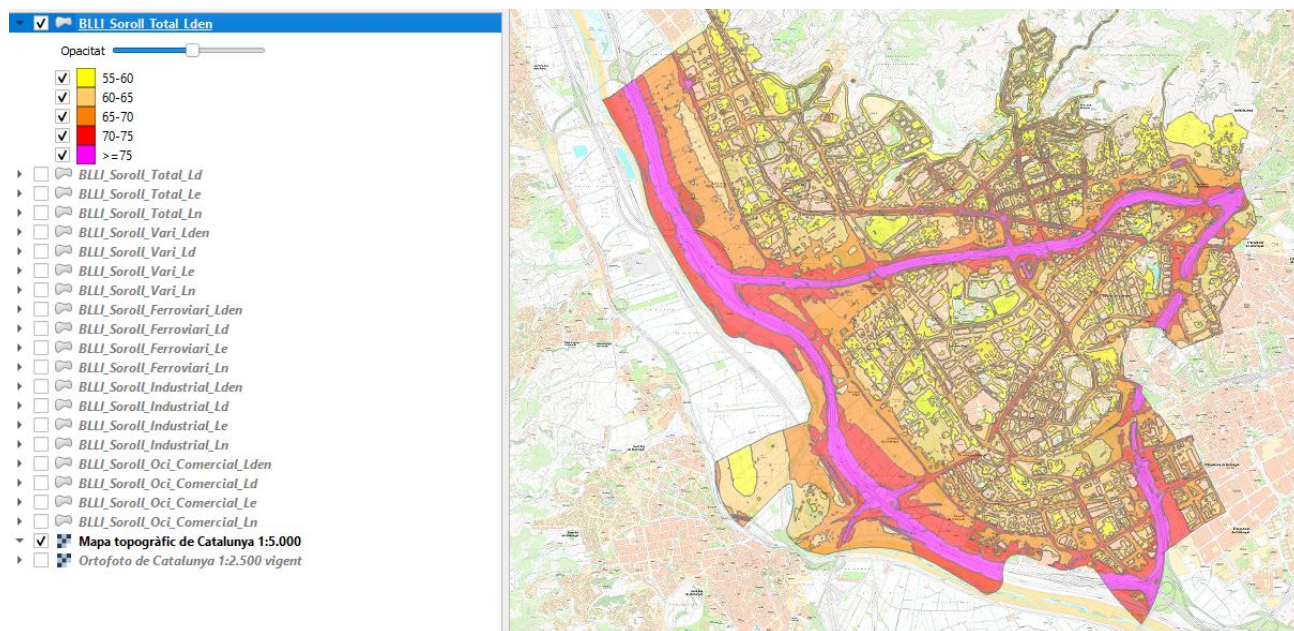 BLLI_Soroll_Total_Lden
Opacitat
55-60
60-65
65-70
70-75
>=75
BLLI_Soroll_Total_Ld
BLLI_Soroll_Total_Le
BLLI_Soroll_Total_Ln
BLLI_Soroll_Vari_Lden
BLLI_Soroll_Vari_Ld
BLLI_Soroll_Vari_Le
BLLI_Soroll_Vari_Ln
BLLI_Soroll_Ferroviari_Lden
BLLI_Soroll_Ferroviari_Ld
BLLI_Soroll_Ferroviari_Le
BLLI_Soroll_Ferroviari_Ln
BLLI_Soroll_Industrial_Lden
BLLI_Soroll_Industrial_Ld
BLLI_Soroll_Industrial_Le
BLLI_Soroll_Industrial_Ln
BLLI_Soroll_Oci_Comercial_Lden
BLLI_Soroll_Oci_Comercial_Ld
BLLI_Soroll_Oci_Comercial_Le
BLLI_Soroll_Oci_Comercial_Ln
Mapa topogràfic de Catalunya 1:5.000
Ortofoto de Catalunya 1:2.500 vigent